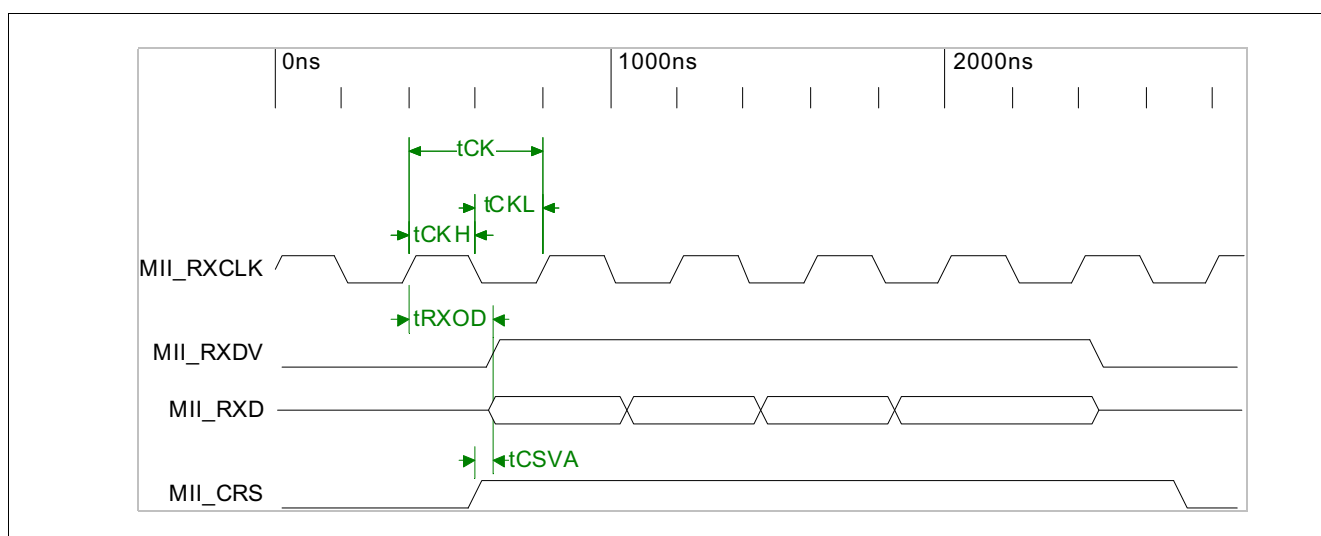 0ns 1000ns 2000ns
tCK
tCKL
tCKH
MII_RXCLK
tRXOD
MII_RXDV
MII_RXD
tCSVA
MII_CRS